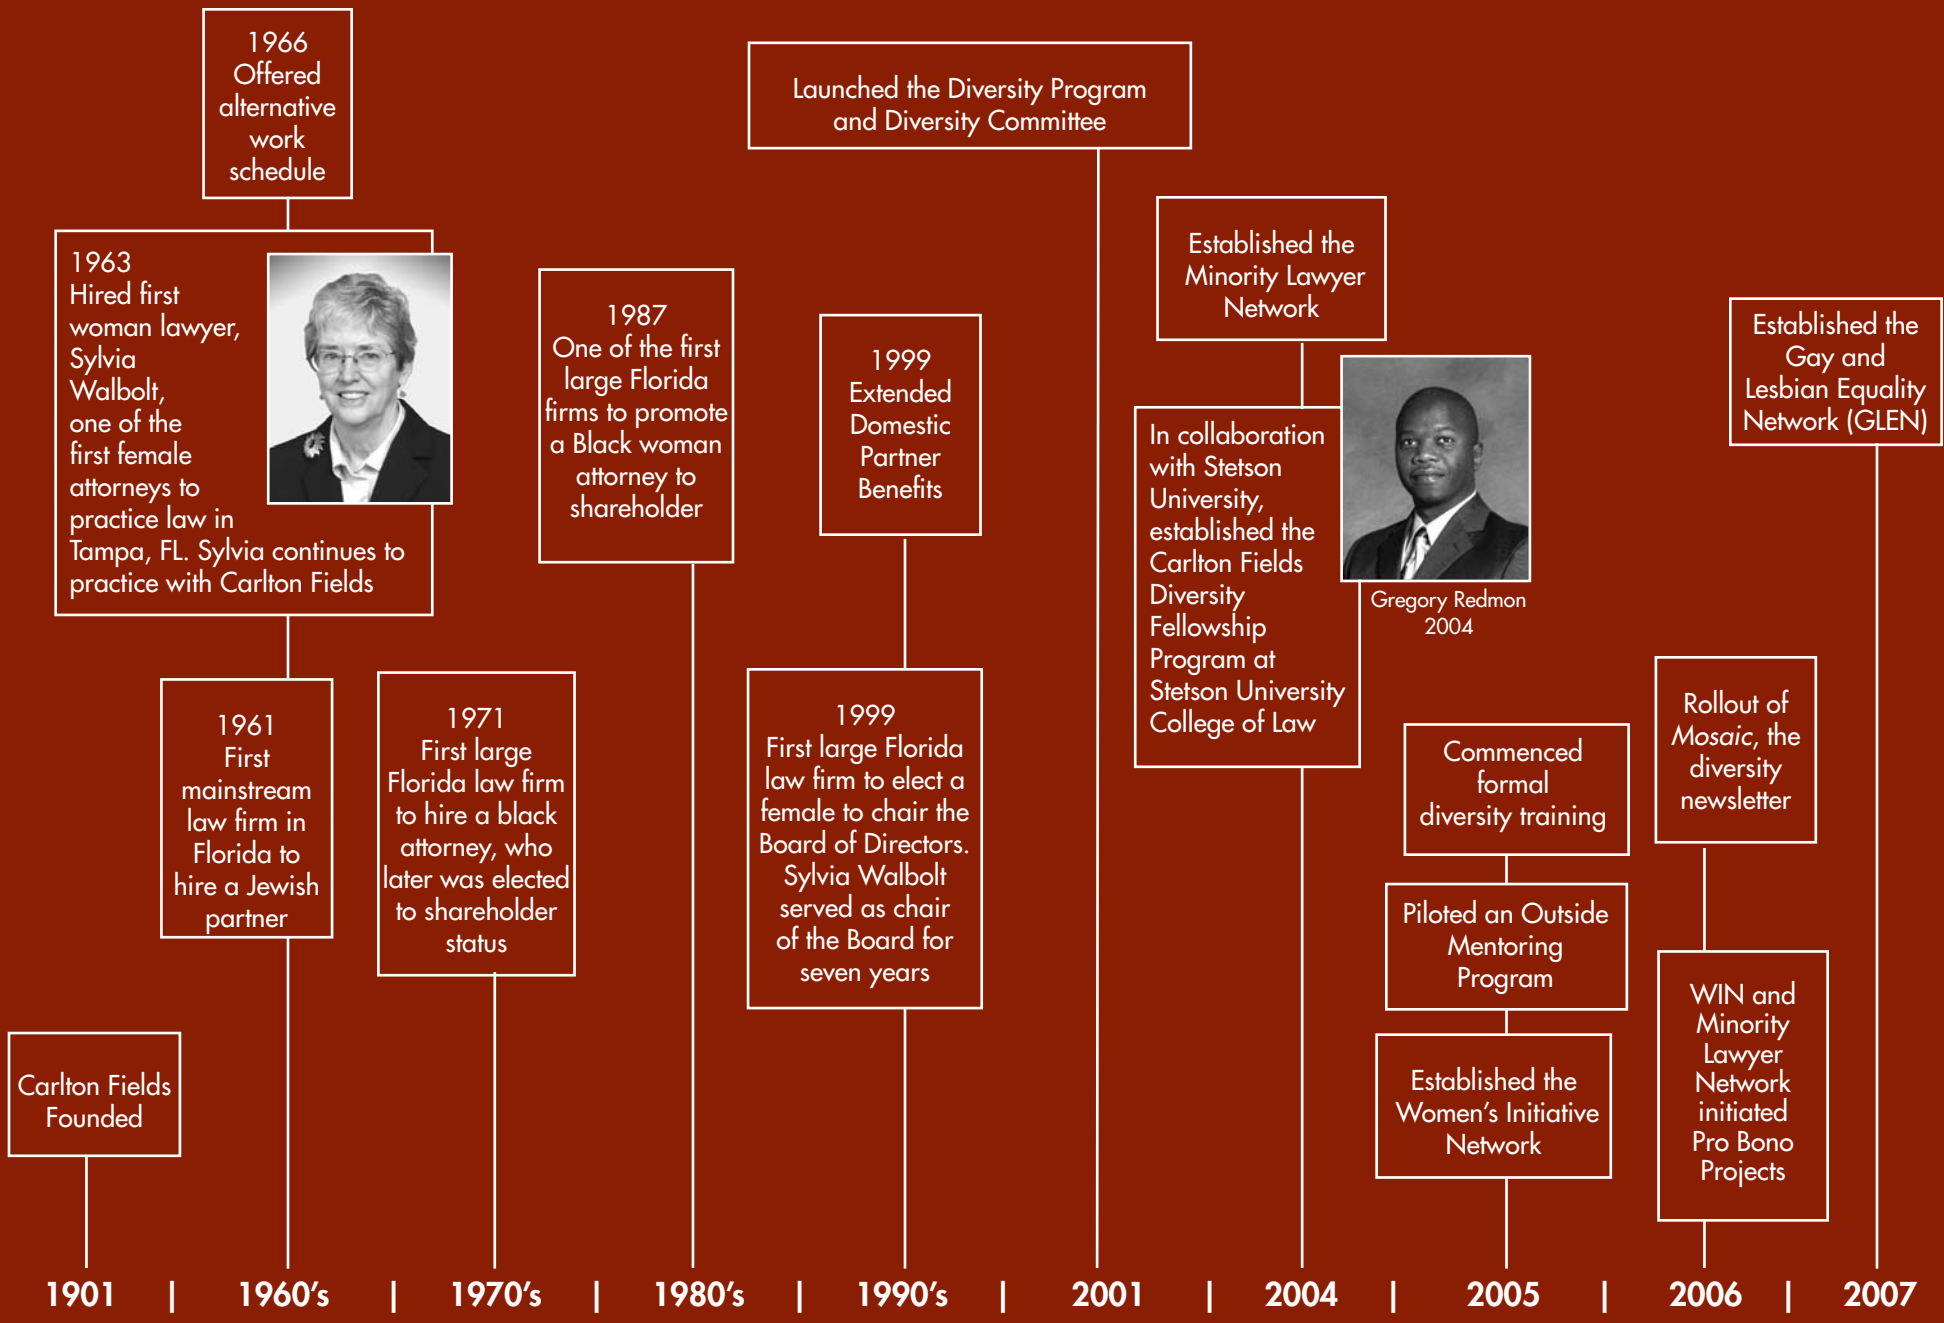 1966
Offered
alternative
work
schedule
1963
Hired first
woman lawyer,
Sylvia
Walbolt,
one of the
first female
attorneys to
practice law in
Tampa, FL. Sylvia continues to
practice with Carlton Fields
1961
First
mainstream
law firm in
Florida to
hire a Jewish
partner
Carlton Fields
Founded
1971
First large
Florida law firm
to hire a black
attorney, who
later was elected
to shareholder
status
1987
One of the first
large Florida
firms to promote
a Black woman
attorney to
shareholder
1999
Extended
Domestic
Partner
Benefits
1999
First large Florida
law firm to elect a
female to chair the
Board of Directors.
Sylvia Walbolt
served as chair
of the Board for
seven years
Launched the Diversity Program
and Diversity Committee
Established the
Minority Lawyer
Network
In collaboration
with Stetson
University,
established the
Carlton Fields
Diversity
Fellowship
Program at
Stetson University
College of Law
Gregory Redmon
2004
Commenced
formal
diversity training
Piloted an Outside
Mentoring
Program
Established the
Women’s Initiative
Network
Rollout of
Mosaic, the
diversity
newsletter
WIN and
Minority
Lawyer
Network
initiated
Pro Bono
Projects
Established the
Gay and
Lesbian Equality
Network (GLEN)
1901 | 1960’s | 1970’s | 1980’s | 1990’s | 2001 | 2004 | 2005 | 2006 | 2007